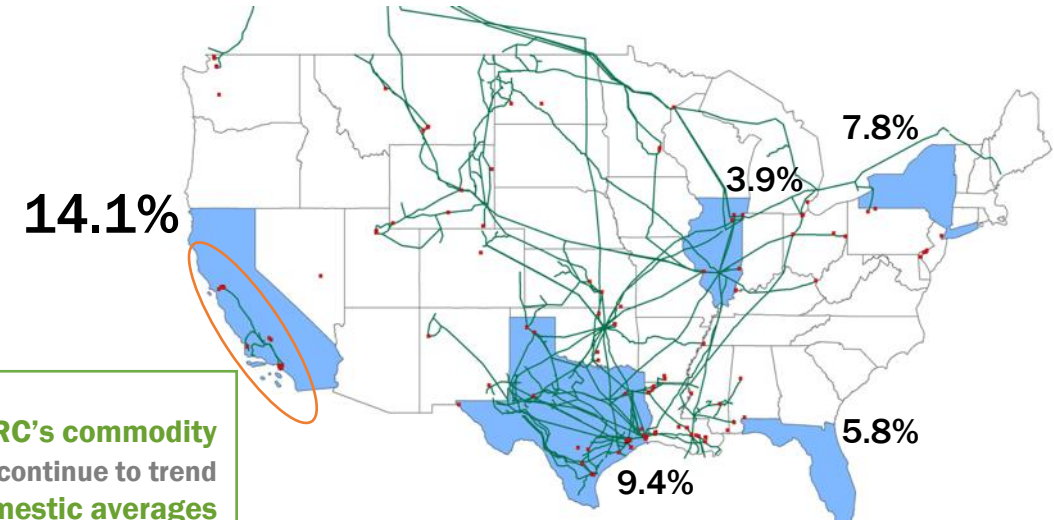 7.8%
3.9%
14.1%
RC’s commodity
continue to trend
mestic averages
5.8%
9.4%